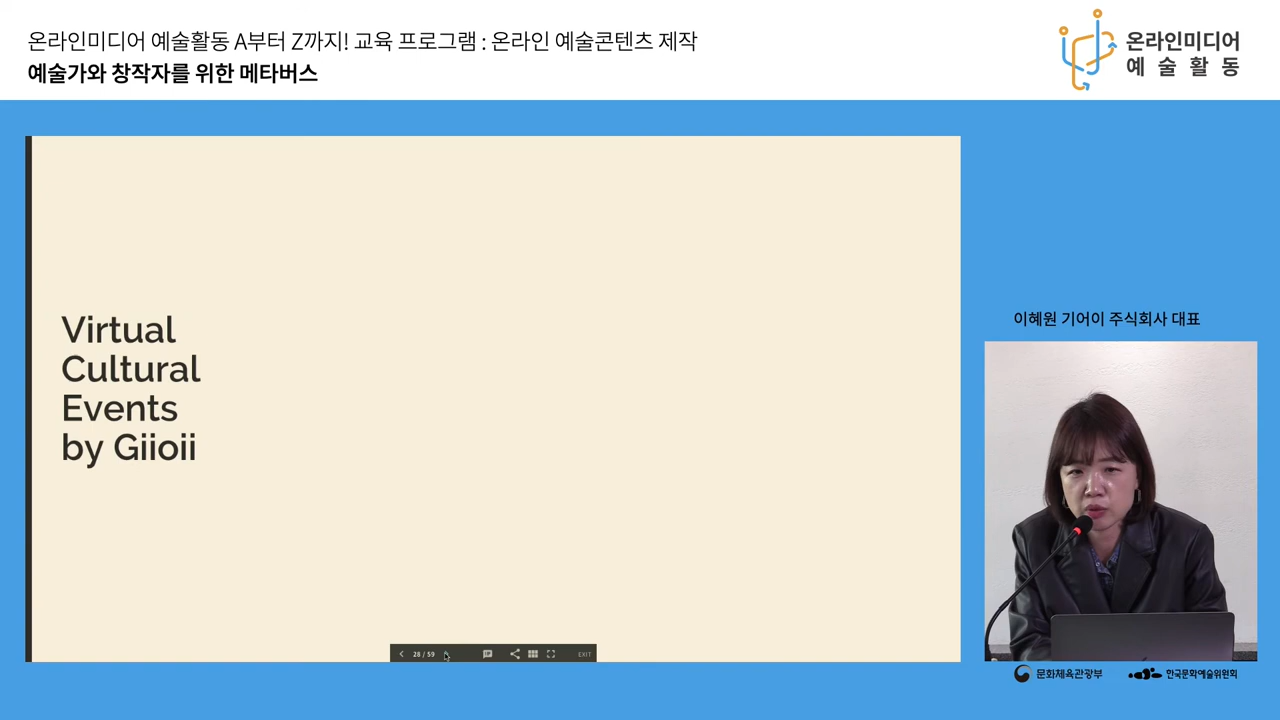 온라인미디어 예술활동 A부터 Z까지! 교육 프로그램 : 온라인 예술콘텐츠 제작
예술가와 창작자를 위한 메타버스
온라인미디어
예술활동
Virtual
Cultural
Events
by Giioii
28 / 59
EXIT
이혜원 기어이 주식회사 대표
문화체육관광부
한국문화예술위원회